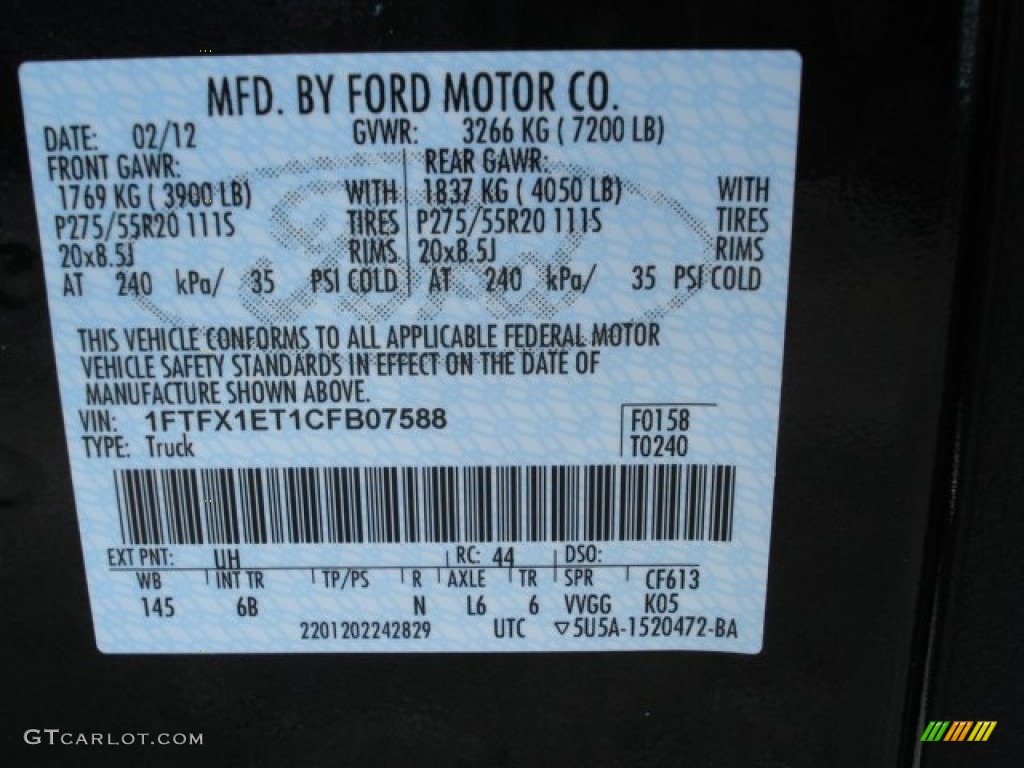 MFD. BY FORD MOTOR CO.
DATE: 02/12 GVWR: 3266 KG ( 7200 LB)
FRONT GAWR: REAR GAWR:
1769 KG ( 3900 LB) WITH 1837 KG ( 4050 LB) WITH
P275/55R20 111S TIRES P275/55R20 111S TIRES
20x8.5J RIMS 20x8.5J RIMS
AT 240 kPa/ 35 PSI COLD AT 240 kPa/ 35 PSI COLD
THIS VEHICLE CONFORMS TO ALL APPLICABLE FEDERAL MOTOR
VEHICLE SAFETY STANDARDS IN EFFECT ON THE DATE OF
MANUFACTURE SHOWN ABOVE.
VIN: 1FTFX1ET1CFB07588 F0158
TYPE: Truck T0240
EXT PNT: UH RC: 44 DSO:
WB INT TR TP/PS R AXLE TR SPR CF613
145 6B N L6 6 VVGG K05
2201202242829 UTC ▽5U5A-1520472-BA
GTCARLOT.COM